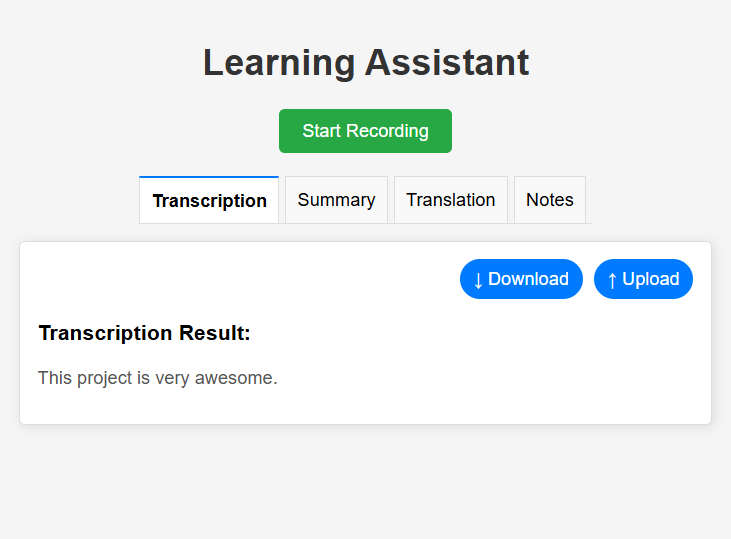 Learning Assistant
Start Recording
Transcription Summary Translation Notes
↓ Download ↑ Upload
Transcription Result:
This project is very awesome.